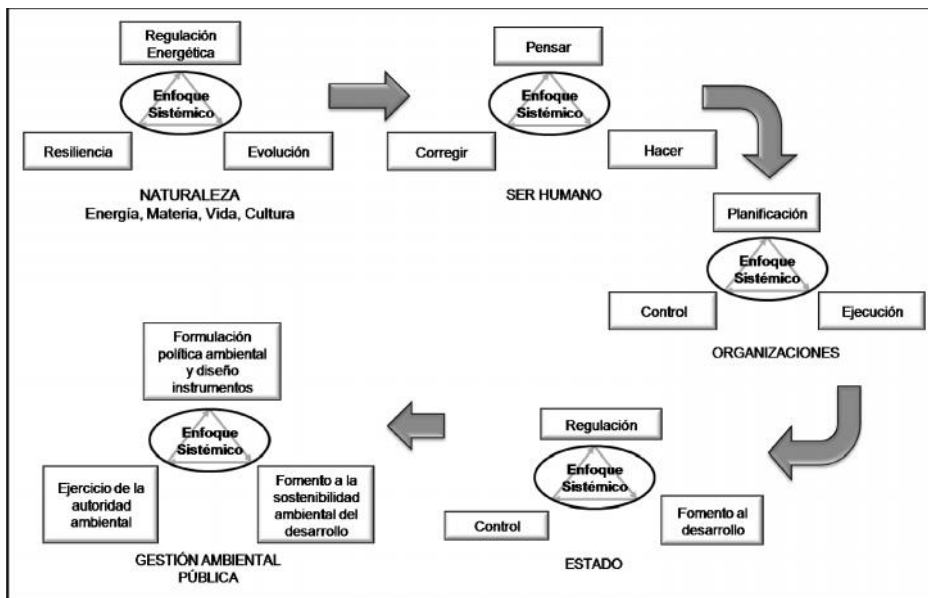 Regulación
Energética
Enfoque
Sistémico
Resiliencia
Evolución
NATURALEZA
Energía, Materia, Vida, Cultura
Pensar
Enfoque
Sistémico
Corregir
Hacer
SER HUMANO
Planificación
Enfoque
Sistémico
Control
Ejecución
ORGANIZACIONES
Regulación
Enfoque
Sistémico
Control
Fomento al
desarrollo
ESTADO
Formulación
política ambiental
y diseño
instrumentos
Enfoque
Sistémico
Ejercicio de la
autoridad
ambiental
Fomento a la
sostenibilidad
ambiental del
desarrollo
GESTIÓN AMBIENTAL
PÚBLICA